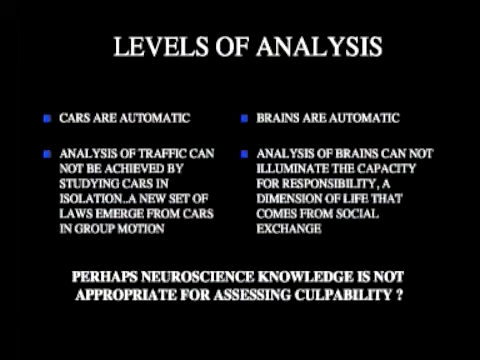 LEVELS OF ANALYSIS
CARS ARE AUTOMATIC
ANALYSIS OF TRAFFIC CAN
NOT BE ACHIEVED BY
STUDYING CARS IN
ISOLATION..A NEW SET OF
LAWS EMERGE FROM CARS
IN GROUP MOTION
BRAINS ARE AUTOMATIC
ANALYSIS OF BRAINS CAN NOT
ILLUMINATE THE CAPACITY
FOR RESPONSIBILITY, A
DIMENSION OF LIFE THAT
COMES FROM SOCIAL
EXCHANGE
PERHAPS NEUROSCIENCE KNOWLEDGE IS NOT
APPROPRIATE FOR ASSESSING CULPABILITY ?